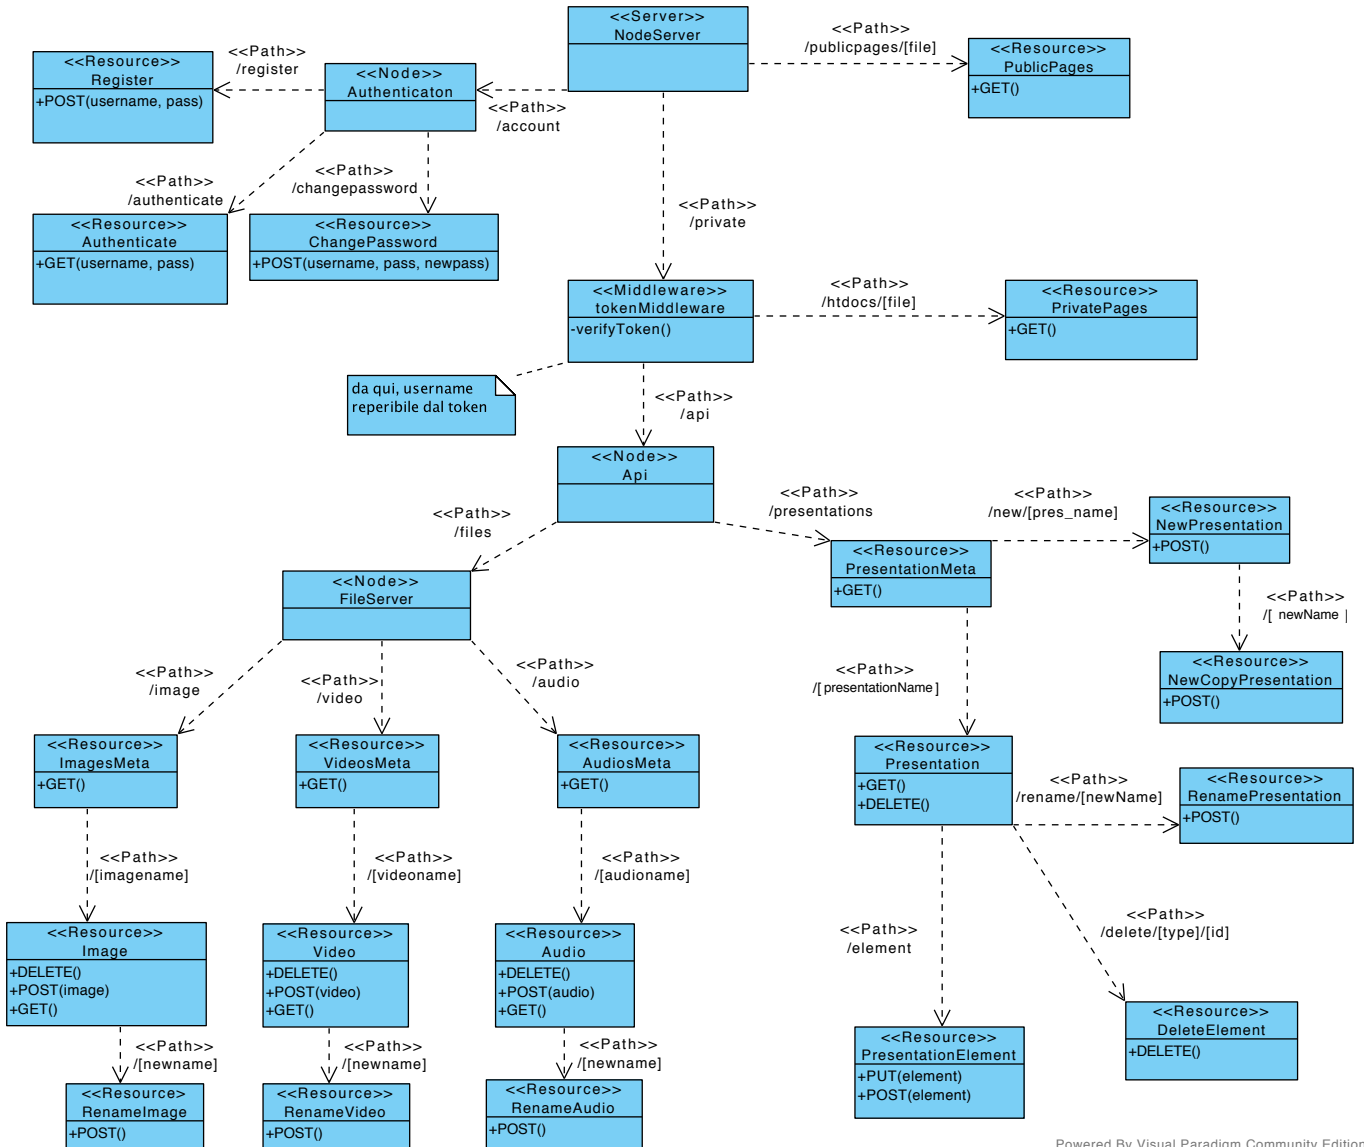 <<Server>>
NodeServer
<<Path>>
/publicpages/[file]
<<Resource>>
PublicPages
+GET()
<<Path>>
/register
<<Resource>>
Register
+POST(username, pass)
<<Node>>
Authenticaton
<<Path>>
/account
<<Path>>
/authenticate
<<Path>>
/changepassword
<<Path>>
/private
<<Resource>>
Authenticate
+GET(username, pass)
<<Resource>>
ChangePassword
+POST(username, pass, newpass)
<<Middleware>>
tokenMiddleware
-verifyToken()
<<Path>>
/htdocs/[file]
<<Resource>>
PrivatePages
+GET()
da qui, username
reperibile dal token
<<Path>>
/api
<<Node>>
Api
<<Path>>
/files
<<Path>>
/presentations
<<Path>>
/new/[pres_name]
<<Resource>>
NewPresentation
+POST()
<<Resource>>
PresentationMeta
+GET()
<<Node>>
FileServer
<<Path>>
/[ newName ]
<<Path>>
/image
<<Path>>
/video
<<Path>>
/audio
<<Path>>
/[presentationName]
<<Resource>>
NewCopyPresentation
+POST()
<<Resource>>
ImagesMeta
+GET()
<<Resource>>
VideosMeta
+GET()
<<Resource>>
AudiosMeta
+GET()
<<Resource>>
Presentation
+GET()
+DELETE()
<<Path>>
/rename/[newName]
<<Resource>>
RenamePresentation
+POST()
<<Path>>
/[imagename]
<<Path>>
/[videoname]
<<Path>>
/[audioname]
<<Path>>
/element
<<Path>>
/delete/[type]/[id]
<<Resource>>
Image
+DELETE()
+POST(image)
+GET()
<<Resource>>
Video
+DELETE()
+POST(video)
+GET()
<<Resource>>
Audio
+DELETE()
+POST(audio)
+GET()
<<Resource>>
PresentationElement
+PUT(element)
+POST(element)
<<Resource>>
DeleteElement
+DELETE()
<<Path>>
/[newname]
<<Path>>
/[newname]
<<Path>>
/[newname]
<<Resource>
RenameImage
+POST()
<<Resource>>
RenameVideo
+POST()
<<Resource>>
RenameAudio
+POST()
Powered By Visual Paradigm Community Edition